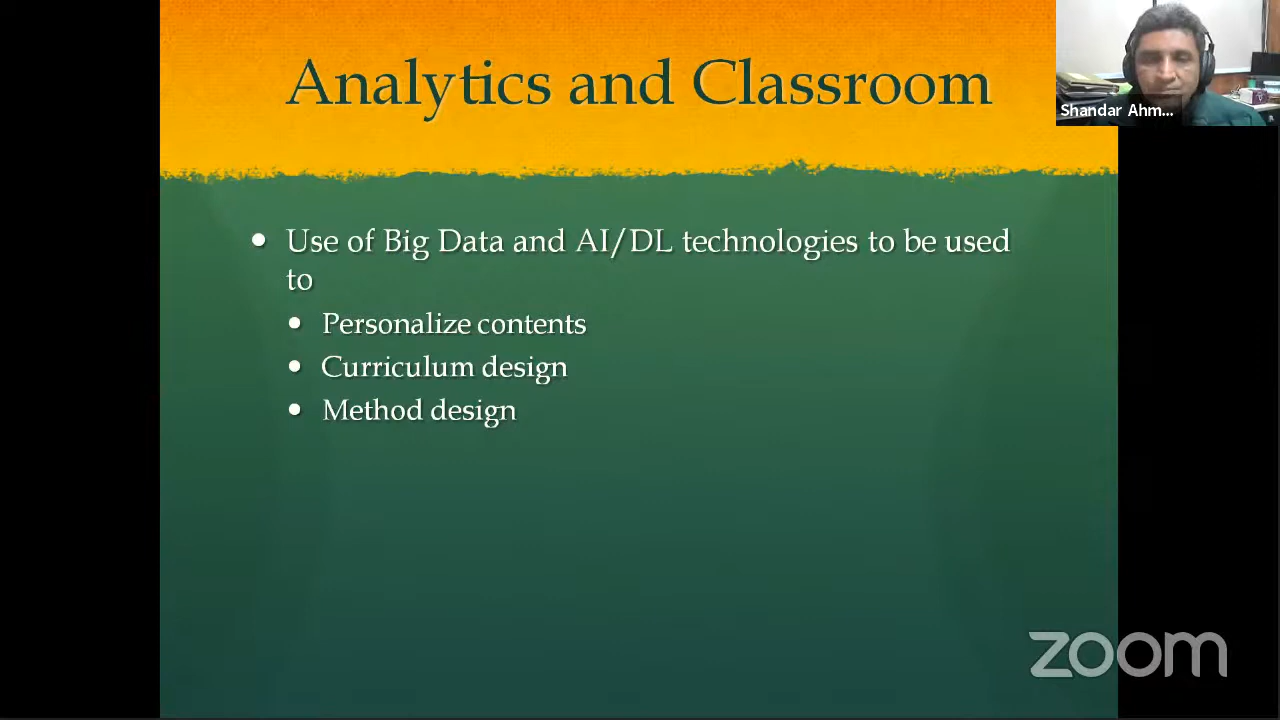 Analytics and Classroom
Shandar Ahm...
• Use of Big Data and AI/DL technologies to be used
to
• Personalize contents
• Curriculum design
• Method design
zoom